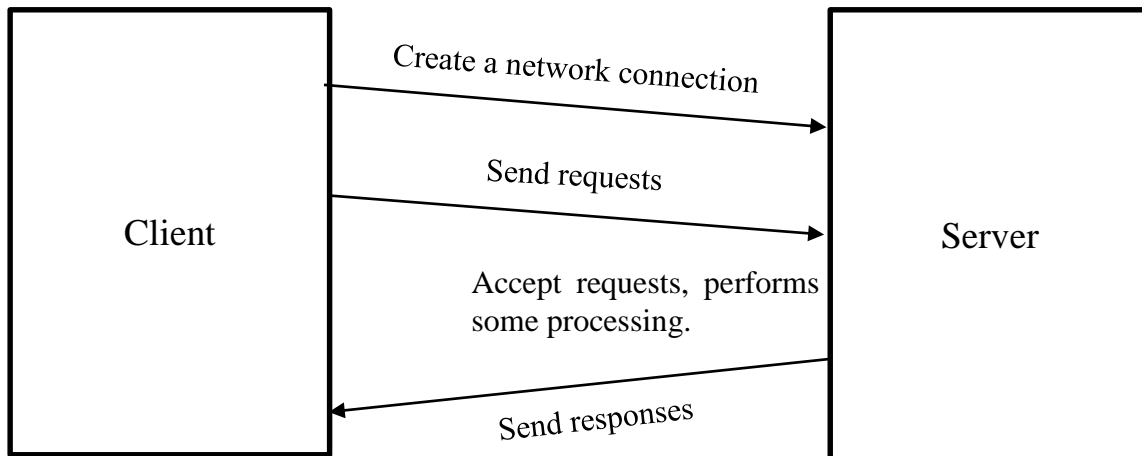 Create a network connection
Send requests
Client
Server
Accept requests, performs
some processing.
Send responses